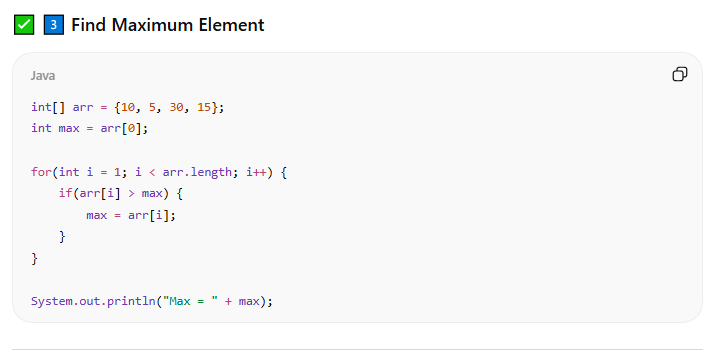 ✅ 3️⃣ Find Maximum Element
Java
int[] arr = {10, 5, 30, 15};
int max = arr[0];
for(int i = 1; i < arr.length; i++) {
    if(arr[i] > max) {
        max = arr[i];
    }
}
System.out.println("Max = " + max);